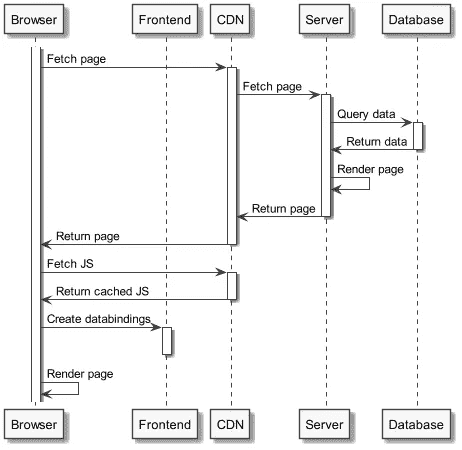 Browser Frontend CDN Server Database
Fetch page
Fetch page
Query data
Return data
Render page
Return page
Return page
Fetch JS
Return cached JS
Create databindings
Render page
Browser Frontend CDN Server Database